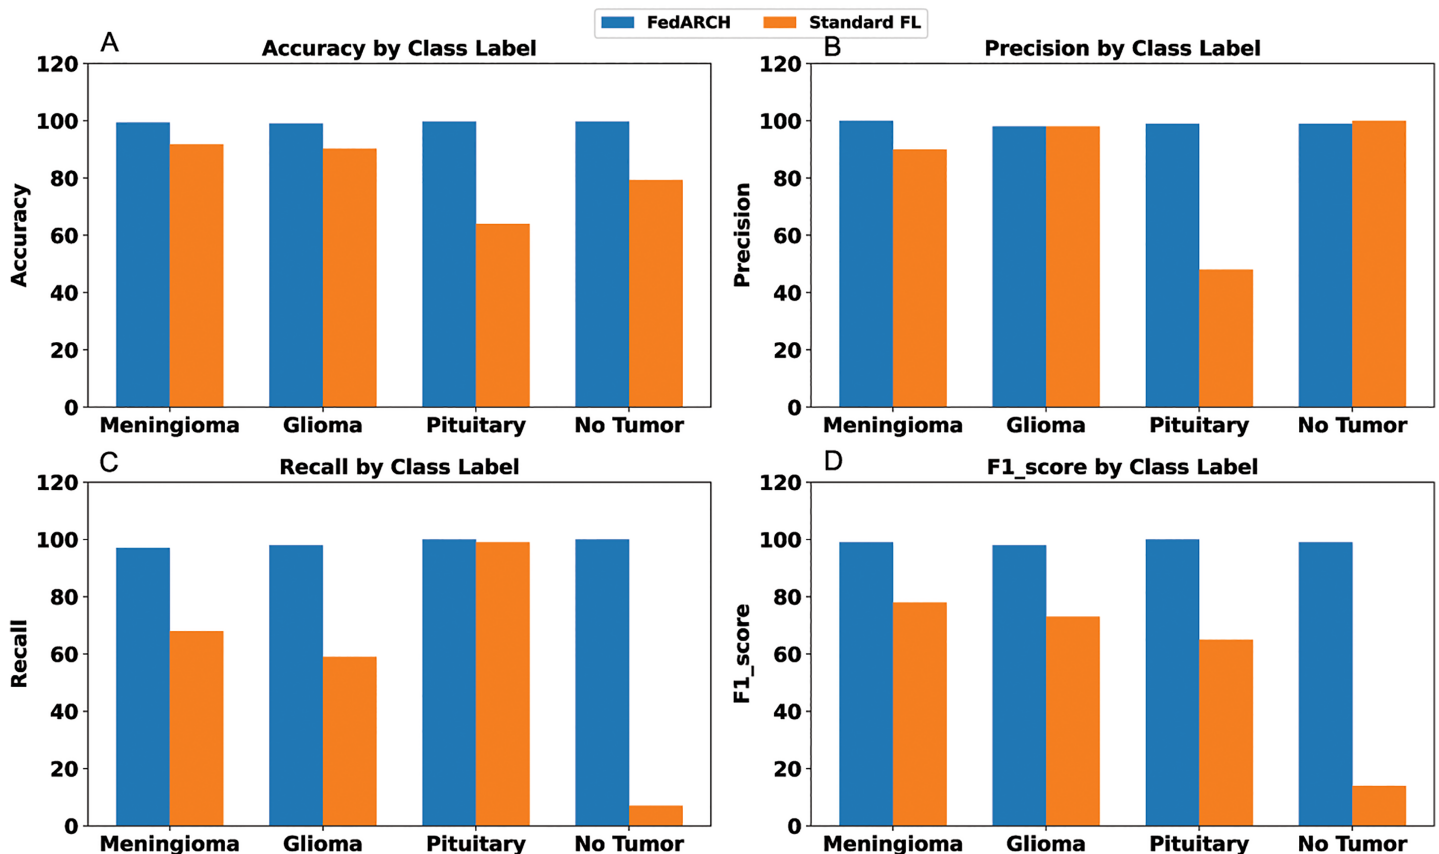 FedARCH Standard FL
A Accuracy by Class Label
120
100
80
60
40
20
0
Accuracy
Meningioma Glioma Pituitary No Tumor
B Precision by Class Label
120
100
80
60
40
20
0
Precision
Meningioma Glioma Pituitary No Tumor
C Recall by Class Label
120
100
80
60
40
20
0
Recall
Meningioma Glioma Pituitary No Tumor
D F1_score by Class Label
120
100
80
60
40
20
0
F1_score
Meningioma Glioma Pituitary No Tumor